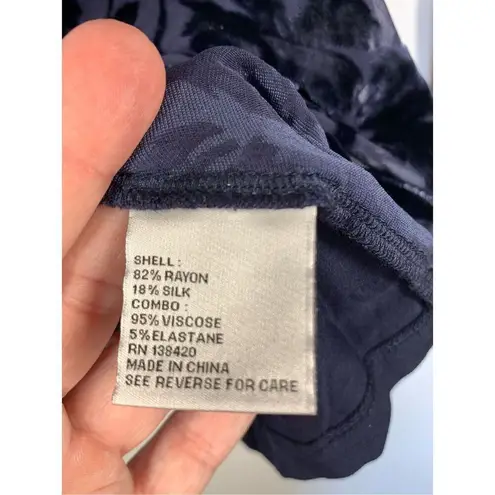 SHELL :
82% RAYON
18% SILK
COMBO :
95% VISCOSE
5% ELASTANE
RN 138420
MADE IN CHINA
SEE REVERSE FOR CARE